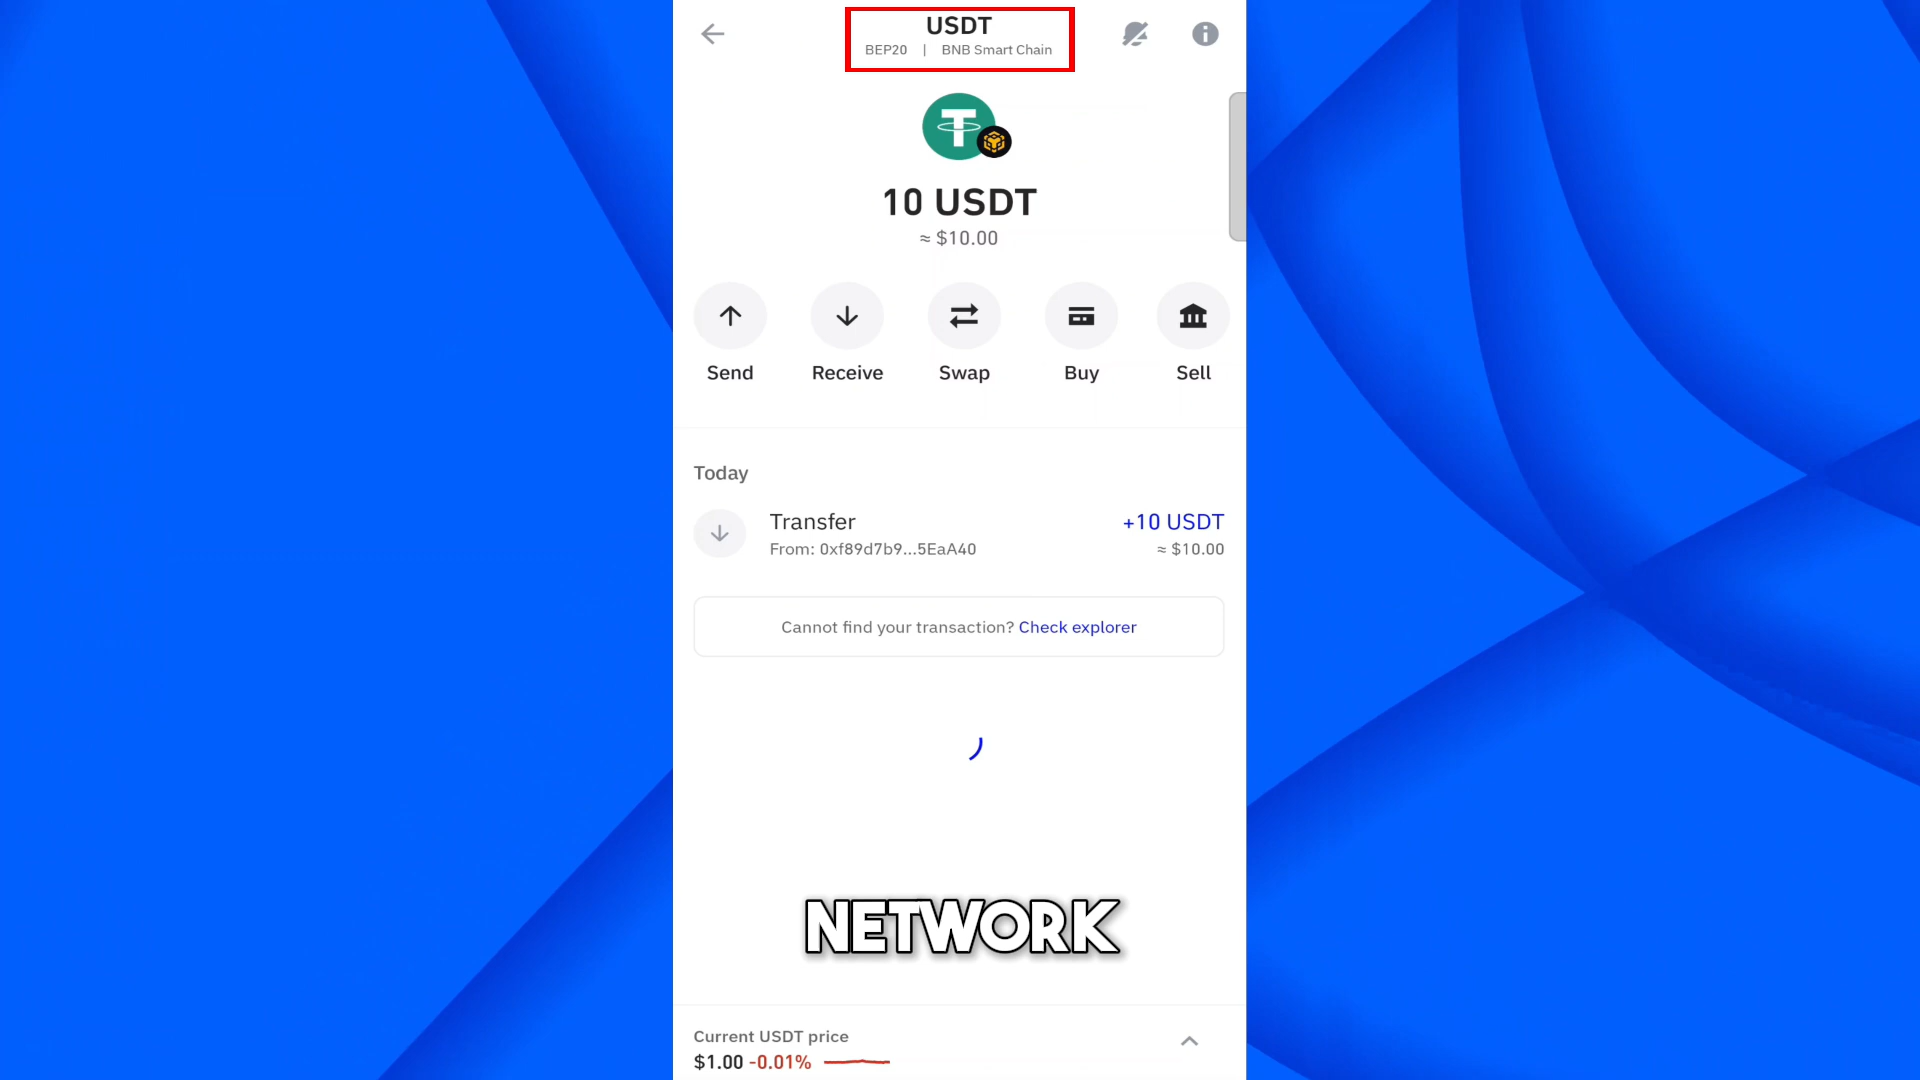 USDT
BEP20 | BNB Smart Chain
10 USDT
≈ $10.00
Send Receive Swap Buy Sell
Today
Transfer +10 USDT
From: 0xf89d7b9...5EaA40 ≈ $10.00
Cannot find your transaction? Check explorer
NETWORK
Current USDT price
$1.00 -0.01%